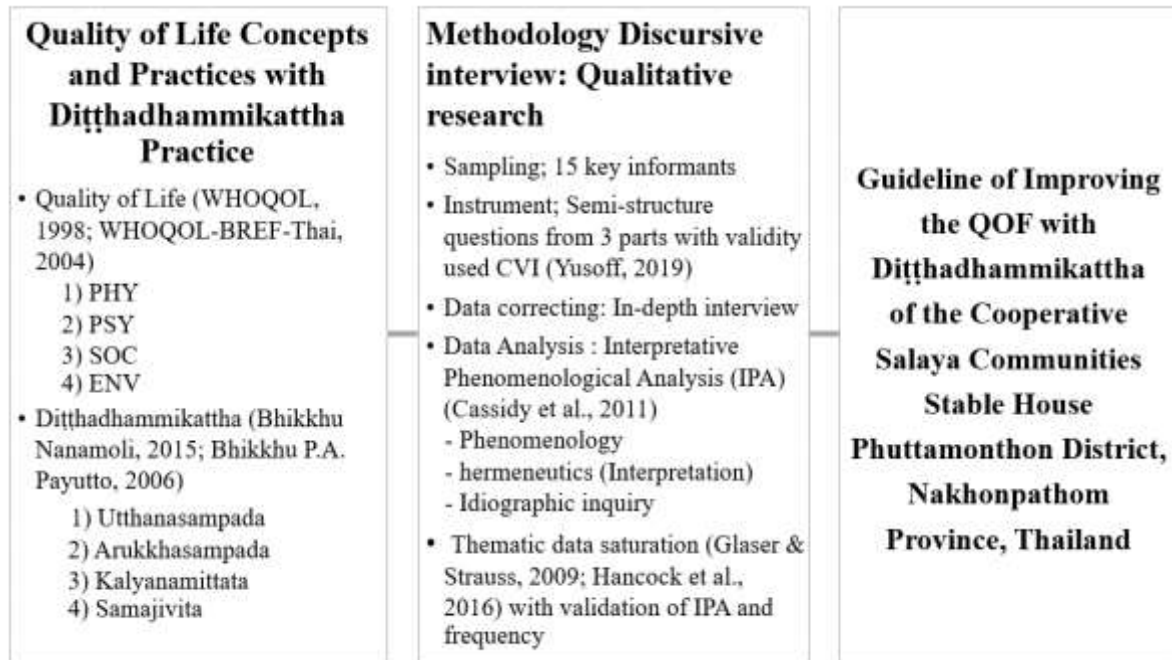 Quality of Life Concepts
and Practices with
Diṭṭhadhammikattha
Practice
• Quality of Life (WHOQOL,
1998; WHOQOL-BREF-Thai,
2004)
1) PHY
2) PSY
3) SOC
4) ENV
• Diṭṭhadhammikattha (Bhikkhu
Nanamoli, 2015; Bhikkhu P.A.
Payutto, 2006)
1) Utthanasampada
2) Arukkhasampada
3) Kalyanamittata
4) Samajivita
Methodology Discursive
interview: Qualitative
research
• Sampling; 15 key informants
• Instrument; Semi-structure
questions from 3 parts with validity
used CVI (Yusoff, 2019)
• Data correcting: In-depth interview
• Data Analysis : Interpretative
Phenomenological Analysis (IPA)
(Cassidy et al., 2011)
- Phenomenology
- hermeneutics (Interpretation)
- Idiographic inquiry
• Thematic data saturation (Glaser &
Strauss, 2009; Hancock et al.,
2016) with validation of IPA and
frequency
Guideline of Improving
the QOF with
Diṭṭhadhammikattha
of the Cooperative
Salaya Communities
Stable House
Phuttamonthon District,
Nakhonpathom
Province, Thailand